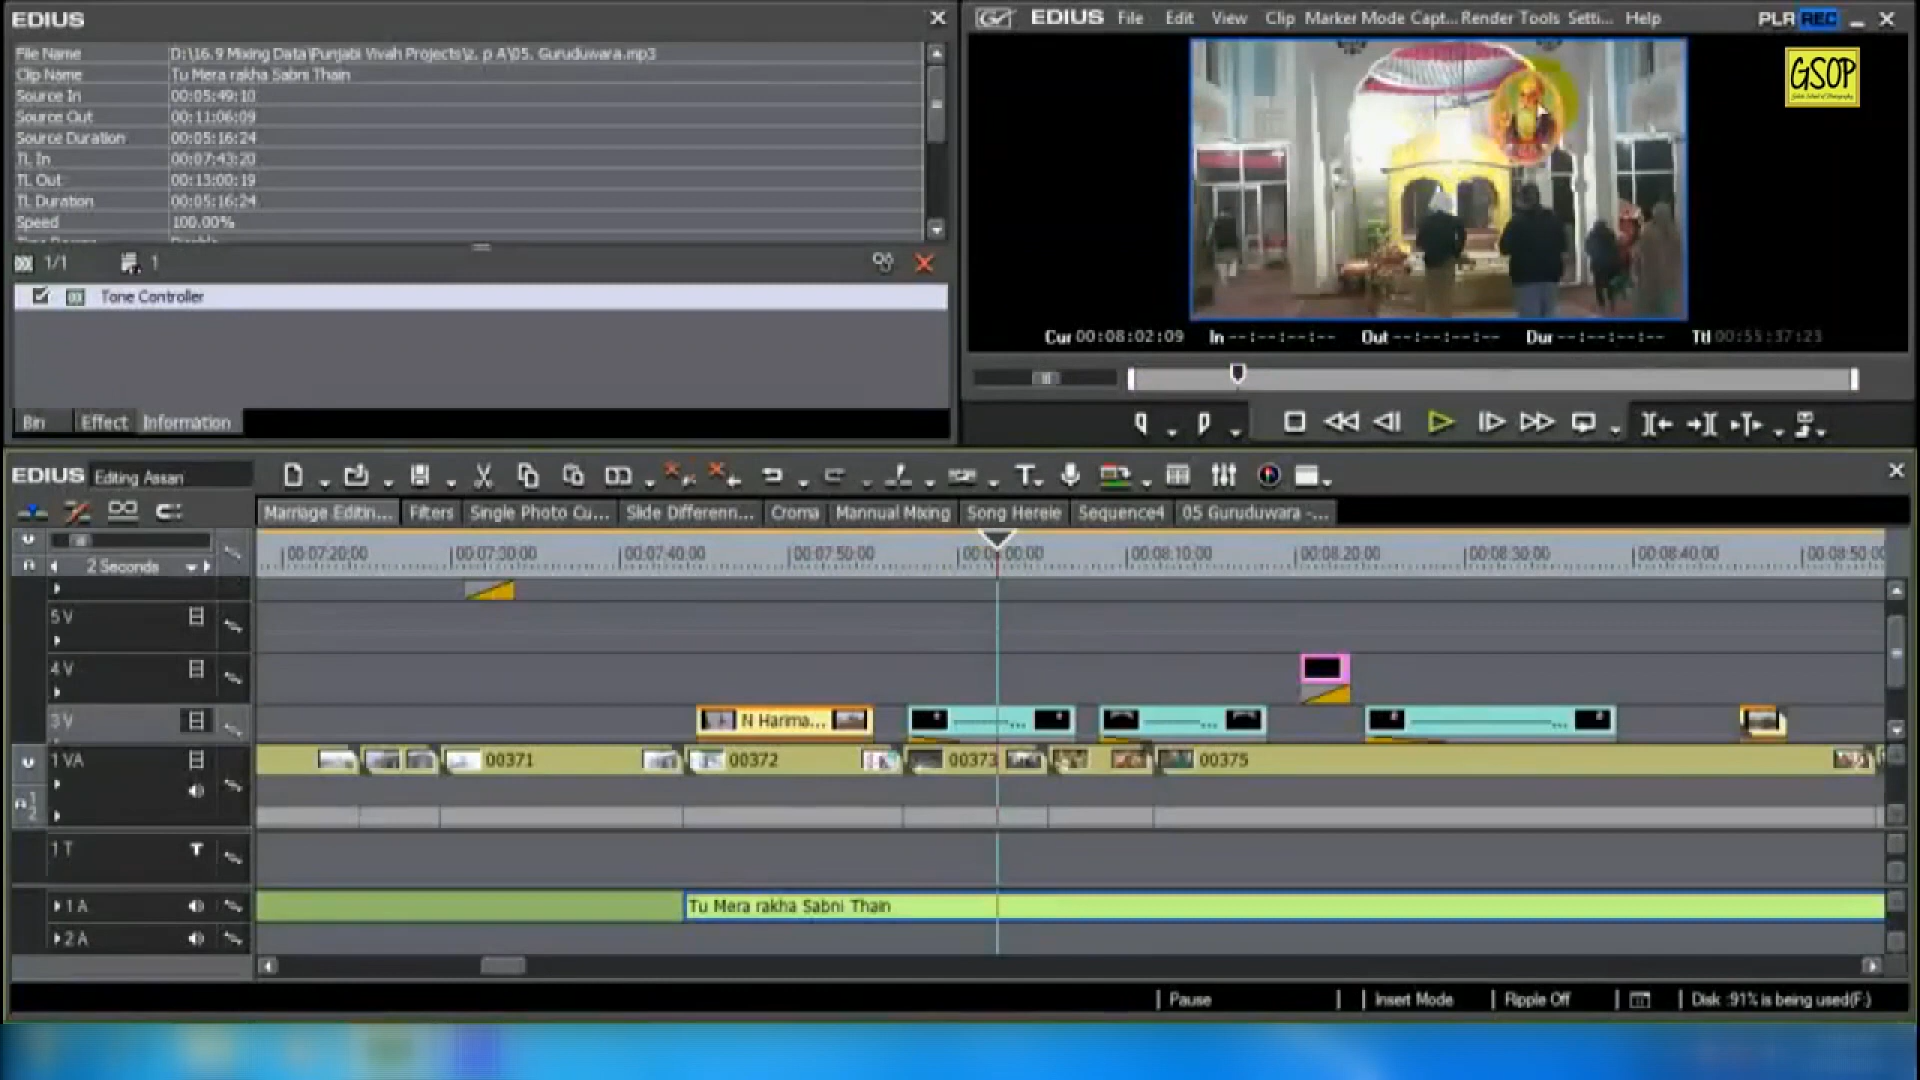 EDIUS
File Name D:\16.9 Mixing Data\Punjabi Vivah Projects\z. p A\05. Guruduwara.mp3
Clip Name Tu Mera rakha Sabni Thain
Source In 00:05:49:10
Source Out 00:11:06:09
Source Duration 00:05:16:24
TL In 00:07:43:20
TL Out 00:13:00:19
TL Duration 00:05:16:24
Speed 100.00%
1/1 1
Tone Controller
Bin Effect Information
EDIUS File Edit View Clip Marker Mode Capt... Render Tools Setti... Help PLR REC
GSOP
Cur 00:08:02:09 In --:--:--:-- Out --:--:--:-- Dur --:--:--:-- Ttl 00:55:37:23
EDIUS Editing Assan
Marriage Editin... Filters Single Photo Cu... Slide Differenn... Croma Mannual Mixing Song Hereie Sequence4 05 Guruduwara -...
2 Seconds
00:07:20:00 00:07:30:00 00:07:40:00 00:07:50:00 00:08:00:00 00:08:10:00 00:08:20:00 00:08:30:00 00:08:40:00 00:08:50:00
5 V
4 V
3 V N Harima...
1 VA 00371 00372 00373 00375
1 2
1 T T
1 A Tu Mera rakha Sabni Thain
2 A
Pause Insert Mode Ripple Off Disk :91% is being used(F:)